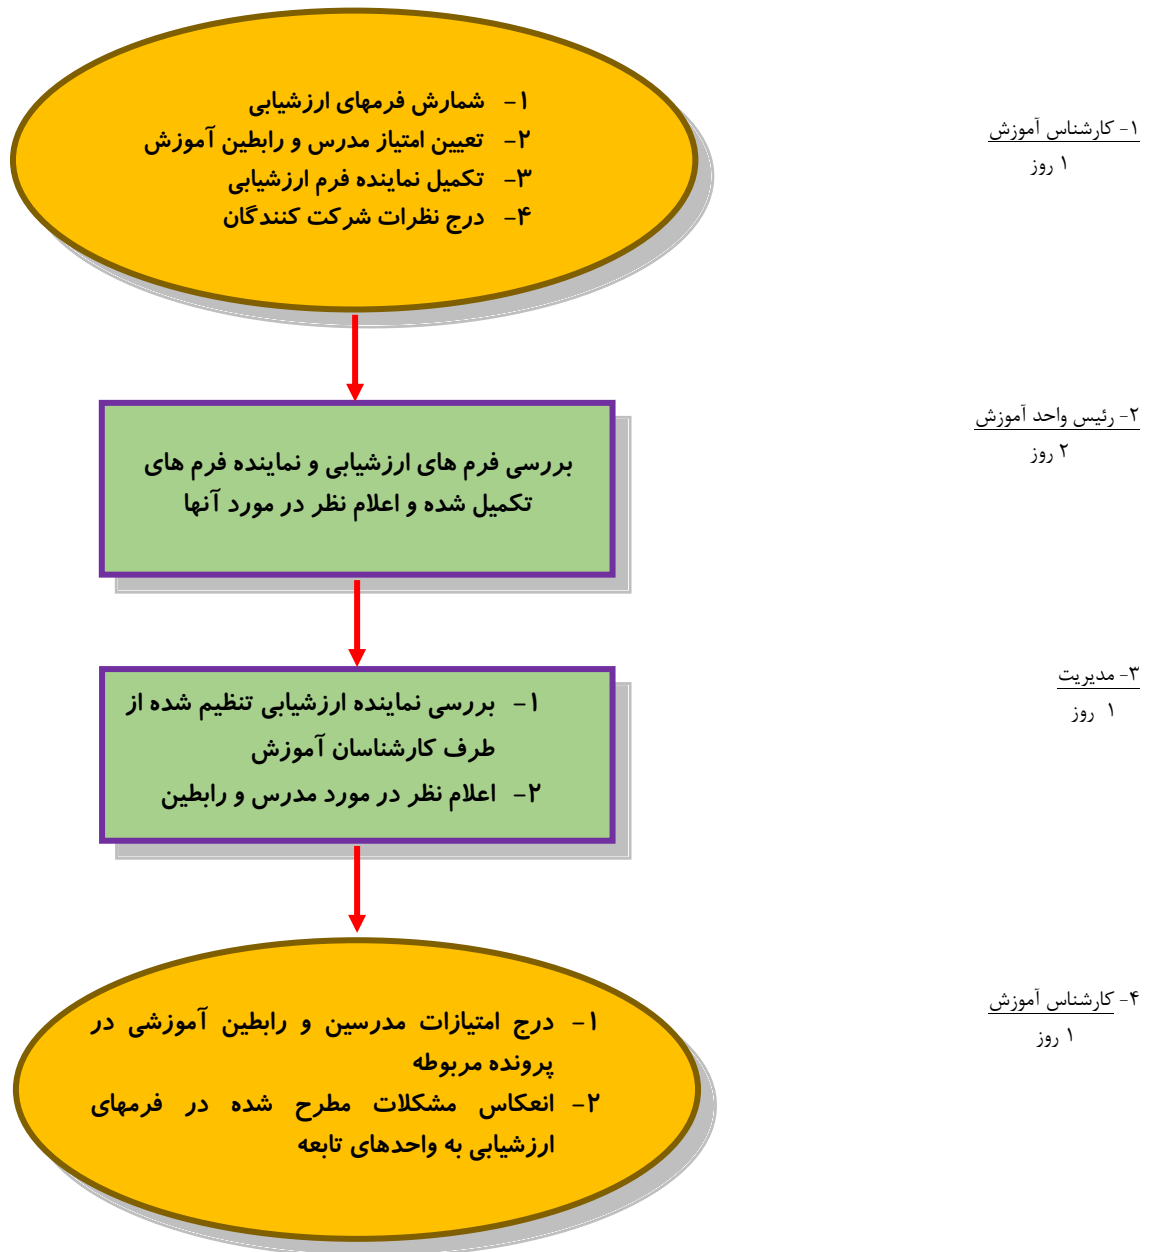 ۱- شمارش فرمهای ارزشیابی
۲- تعیین امتیاز مدرس و رابطین آموزش
۳- تکمیل نماینده فرم ارزشیابی
۴- درج نظرات شرکت کنندگان
۱- کارشناس آموزش
۱ روز
بررسی فرم های ارزشیابی و نماینده فرم های
تکمیل شده و اعلام نظر در مورد آنها
۲- رئیس واحد آموزش
۲ روز
۱- بررسی نماینده ارزشیابی تنظیم شده از
طرف کارشناسان آموزش
۲- اعلام نظر در مورد مدرس و رابطین
۳- مدیریت
۱ روز
۱- درج امتیازات مدرسین و رابطین آموزشی در
پرونده مربوطه
۲- انعکاس مشکلات مطرح شده در فرمهای
ارزشیابی به واحدهای تابعه
۴- کارشناس آموزش
۱ روز